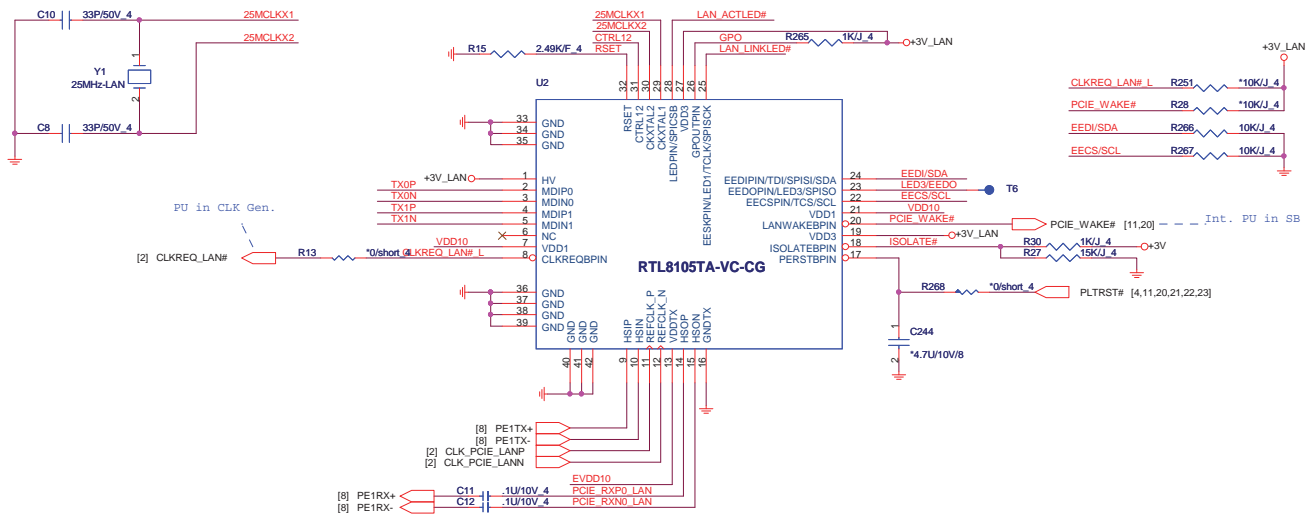 C10 33P/50V_4 25MCLKX1
25MCLKX2
1
Y1
25MHz-LAN
2
C8 33P/50V_4
25MCLKX1
25MCLKX2
CTRL12
R15 2.49K/F_4 RSET
LAN_ACTLED#
GPO R265 1K/J_4 +3V_LAN
LAN_LINKLED#
U2
32 31 30 29 28 27 26 25
RSET
CTRL12
CKXTAL2
CKXTAL1
LEDPIN/SPICSB
VDD3
GPOUTPIN
EESKPIN/LED1/TCLK/SPISCK
+3V_LAN
CLKREQ_LAN#_L R251 *10K/J_4
PCIE_WAKE# R28 *10K/J_4
EEDI/SDA R266 10K/J_4
EECS/SCL R267 10K/J_4
33 GND
34 GND
35 GND
+3V_LAN 1 HV
TX0P 2 MDIP0
TX0N 3 MDIN0
TX1P 4 MDIP1
TX1N 5 MDIN1
6 NC
VDD10 7 VDD1
CLKREQ_LAN#_L 8 CLKREQBPIN
PU in CLK Gen.
[2] CLKREQ_LAN# R13 *0/short_4
36 GND
37 GND
38 GND
39 GND
RTL8105TA-VC-CG
EEDIPIN/TDI/SPISI/SDA 24 EEDI/SDA
EEDOPIN/LED3/SPISO 23 LED3/EEDO T6
EECSPIN/TCS/SCL 22 EECS/SCL
VDD1 21 VDD10
LANWAKEBPIN 20 PCIE_WAKE# PCIE_WAKE# [11,20] Int. PU in SB
VDD3 19 +3V_LAN
ISOLATEBPIN 18 ISOLATE# R30 1K/J_4 +3V
PERSTBPIN 17 R27 15K/J_4
R268 *0/short_4 PLTRST# [4,11,20,21,22,23]
1
C244
*4.7U/10V/8
2
GND GND GND
HSIP
HSIN
REFCLK_P
REFCLK_N
VDDTX
HSOP
HSON
GNDTX
40 41 42 9 10 11 12 13 14 15 16
[8] PE1TX+
[8] PE1TX-
[2] CLK_PCIE_LANP
[2] CLK_PCIE_LANN
EVDD10
[8] PE1RX+ C11 .1U/10V_4 PCIE_RXP0_LAN
[8] PE1RX- C12 .1U/10V_4 PCIE_RXN0_LAN